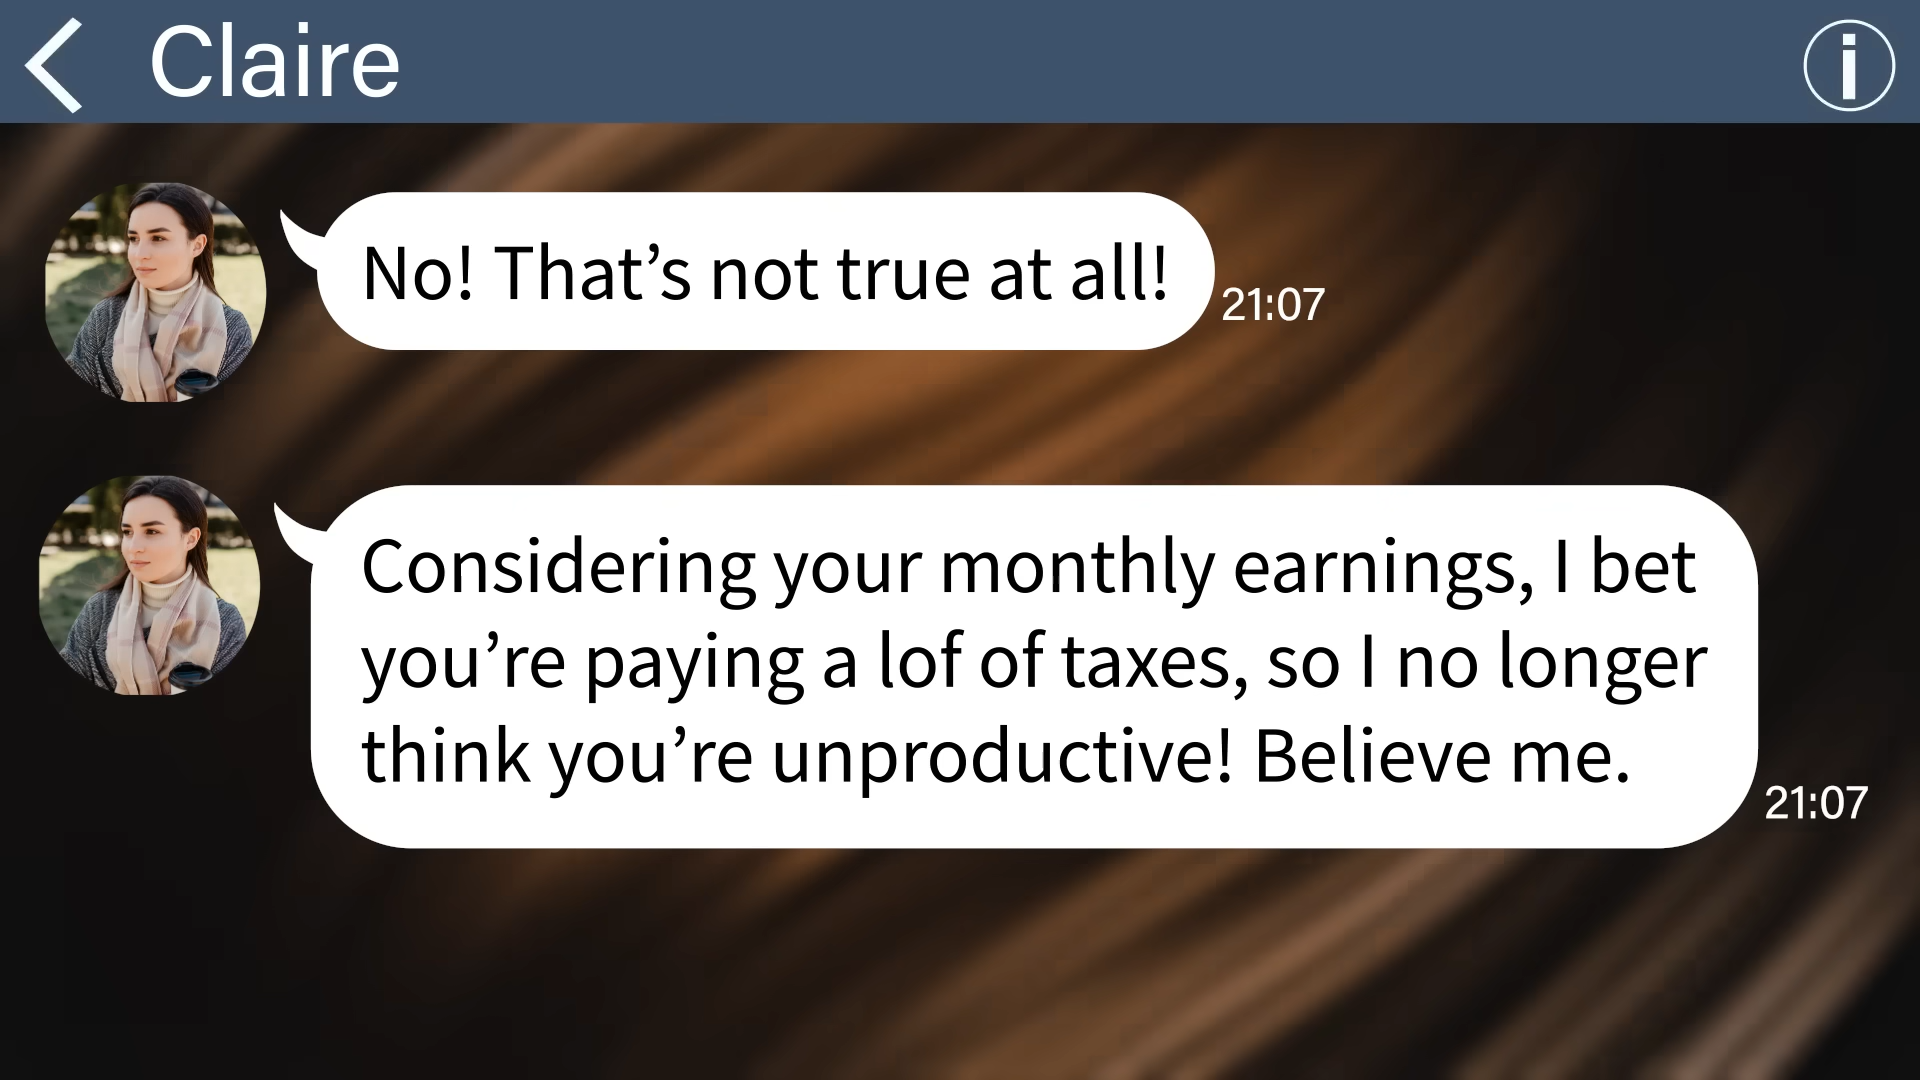 Claire
No! That’s not true at all!
21:07
Considering your monthly earnings, I bet
you’re paying a lof of taxes, so I no longer
think you’re unproductive! Believe me.
21:07